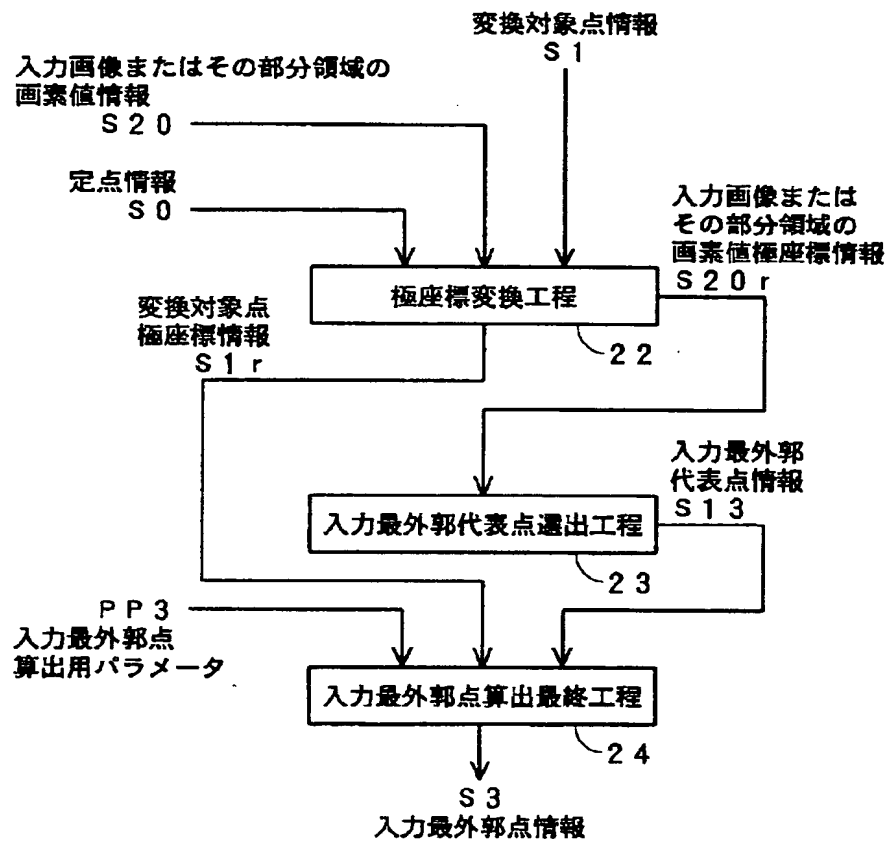 変換対象点情報
S1
入力画像またはその部分領域の
画素値情報
S20
定点情報
S0
入力画像または
その部分領域の
画素値極座標情報
S20r
極座標変換工程
22
変換対象点
極座標情報
S1r
入力最外郭
代表点情報
S13
入力最外郭代表点選出工程
23
PP3
入力最外郭点
算出用パラメータ
入力最外郭点算出最終工程
24
S3
入力最外郭点情報